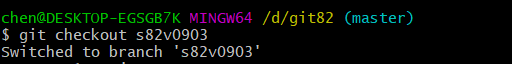 chen@DESKTOP-EGSGB7K MINGW64 /d/git82 (master)
$ git checkout s82v0903
Switched to branch 's82v0903'